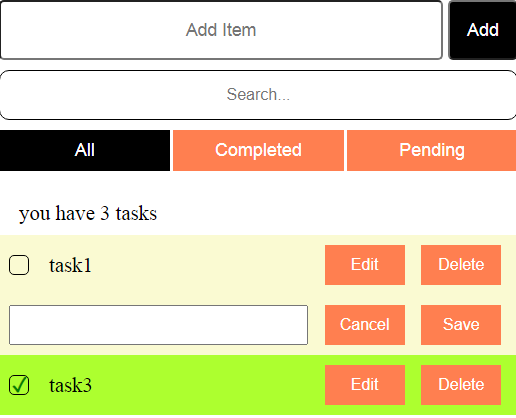 Add Item Add
Search...
All Completed Pending
you have 3 tasks
task1 Edit Delete
Cancel Save
task3 Edit Delete